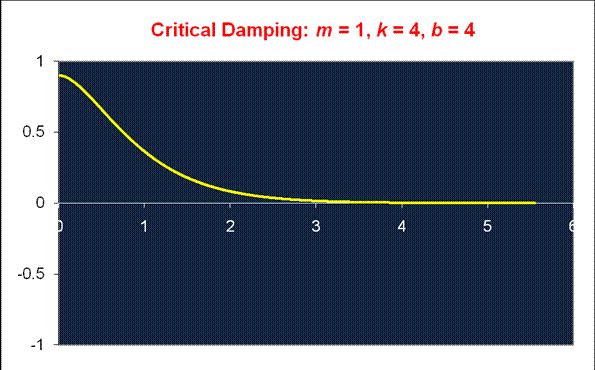 Critical Damping: m = 1, k = 4, b = 4
1
0.5
0
0 1 2 3 4 5 6
-0.5
-1